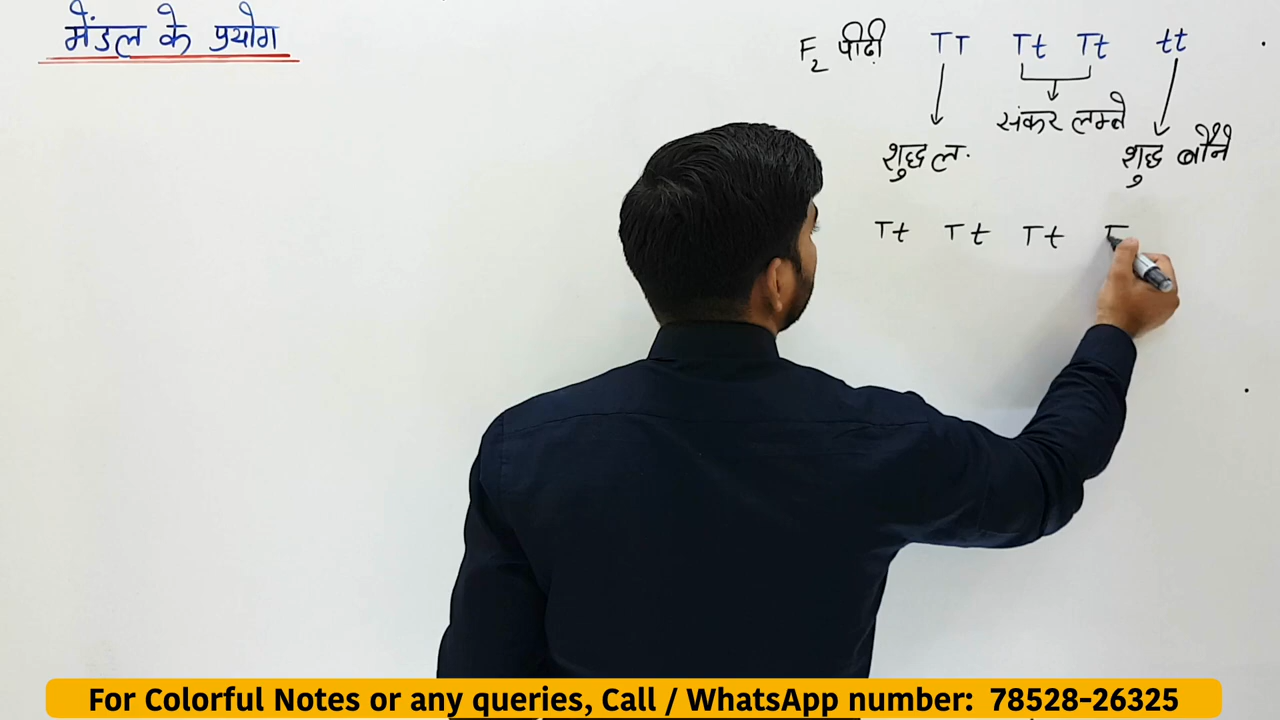 मेंडल के प्रयोग
F2 पीढ़ी TT Tt Tt tt
संकर लम्बे
शुद्ध ल. शुद्ध बौने
Tt Tt Tt T
For Colorful Notes or any queries, Call / WhatsApp number: 78528-26325